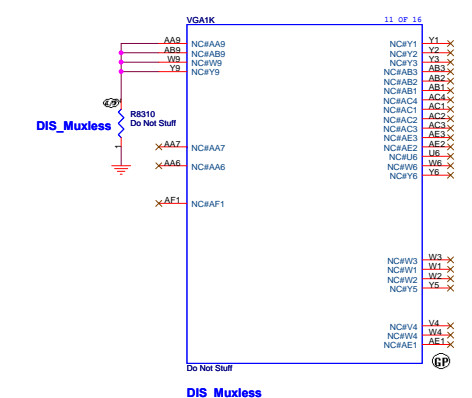 VGA1K 11 OF 16
AA9 NC#AA9 NC#Y1 Y1
AB9 NC#AB9 NC#Y2 Y2
W9 NC#W9 NC#Y3 Y3
Y9 NC#Y9 NC#AB3 AB3
NC#AB2 AB2
NC#AB1 AB1
NC#AC4 AC4
NC#AC1 AC1
NC#AC2 AC2
NC#AC3 AC3
NC#AE3 AE3
NC#AE2 AE2
NC#U6 U6
NC#W6 W6
NC#Y6 Y6
2
R8310
Do Not Stuff
DIS_Muxless
1
AA7 NC#AA7
AA6 NC#AA6
AF1 NC#AF1
NC#W3 W3
NC#W1 W1
NC#W2 W2
NC#Y5 Y5
NC#V4 V4
NC#W4 W4
NC#AE1 AE1
GP
Do Not Stuff
DIS_Muxless